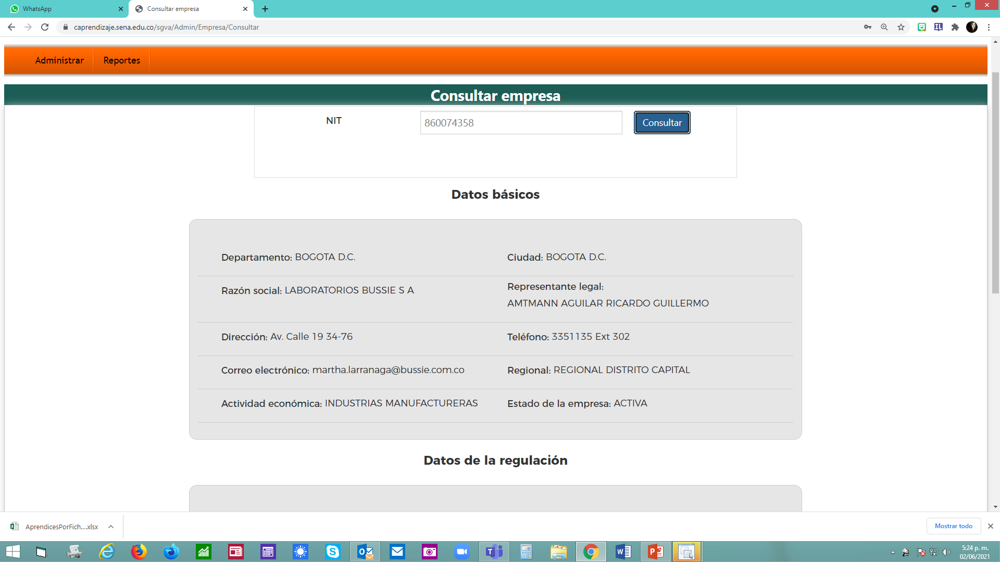 WhatsApp
Consultar empresa
caprendizaje.sena.edu.co/sgva/Admin/Empresa/Consultar
Administrar
Reportes
Consultar empresa
NIT
860074358
Consultar
Datos básicos
Departamento: BOGOTA D.C.
Ciudad: BOGOTA D.C.
Razón social: LABORATORIOS BUSSIE S A
Representante legal:
AMTMANN AGUILAR RICARDO GUILLERMO
Dirección: Av. Calle 19 34-76
Teléfono: 3351135 Ext 302
Correo electrónico: martha.larranaga@bussie.com.co
Regional: REGIONAL DISTRITO CAPITAL
Actividad económica: INDUSTRIAS MANUFACTURERAS
Estado de la empresa: ACTIVA
Datos de la regulación
AprendicesPorFich....xlsx
Mostrar todo
5:24 p. m.
02/06/2021